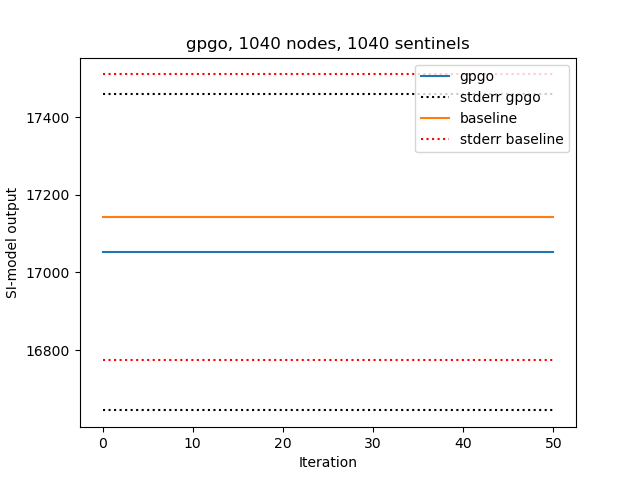 gpgo, 1040 nodes, 1040 sentinels
gpgo
stderr gpgo
baseline
stderr baseline
17400
17200
17000
16800
SI-model output
0 10 20 30 40 50
Iteration